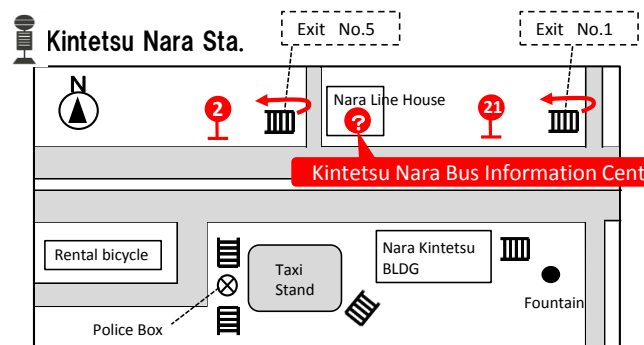 Kintetsu Nara Sta.
Exit No.5
Exit No.1
N
2
Nara Line House
?
21
Kintetsu Nara Bus Information Cent
Rental bicycle
Taxi
Stand
Nara Kintetsu
BLDG
Fountain
Police Box